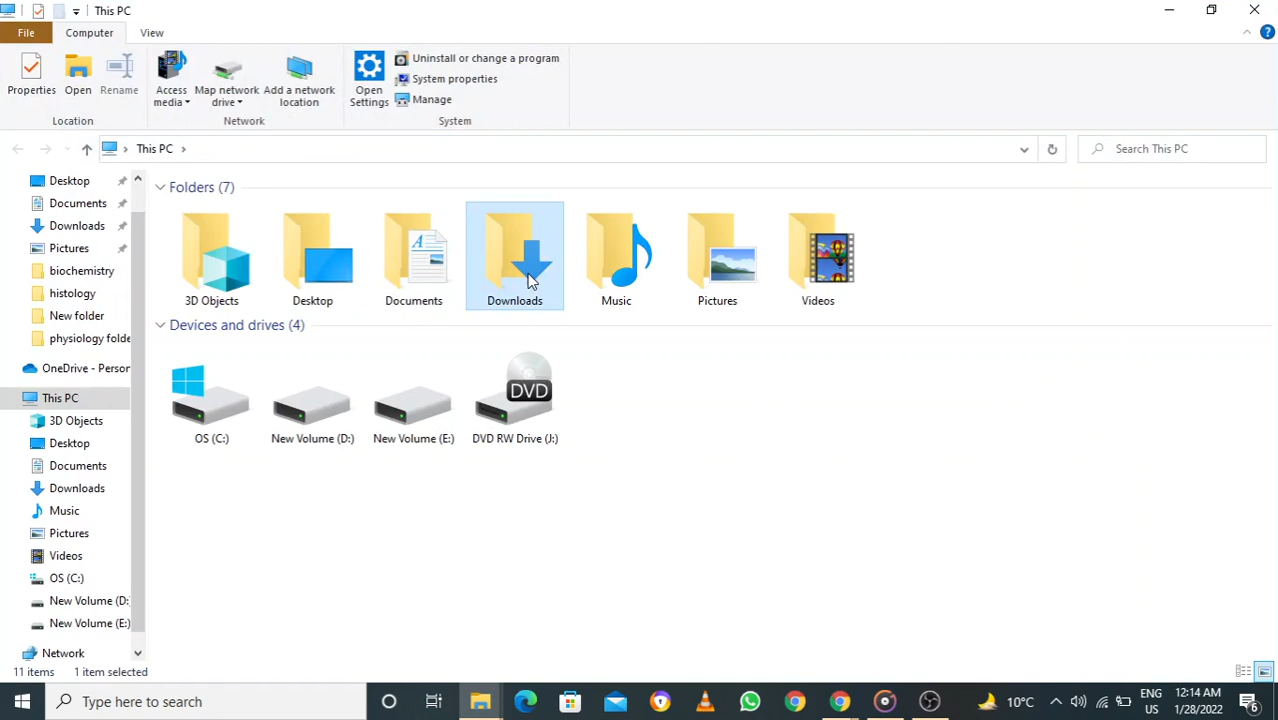 This PC
File
Computer
View
Properties
Open
Rename
Access media
Map network drive
Add a network location
Open Settings
Uninstall or change a program
System properties
Manage
Location
Network
System
This PC
Search This PC
Desktop
Documents
Downloads
Pictures
biochemistry
histology
New folder
physiology folde
OneDrive - Person
This PC
3D Objects
Desktop
Documents
Downloads
Music
Pictures
Videos
OS (C:)
New Volume (D:
New Volume (E:)
Network
Folders (7)
3D Objects
Desktop
Documents
Downloads
Music
Pictures
Videos
Devices and drives (4)
OS (C:)
New Volume (D:)
New Volume (E:)
DVD
DVD RW Drive (J:)
11 items
1 item selected
Type here to search
10°C
ENG
US
12:14 AM
1/28/2022
6